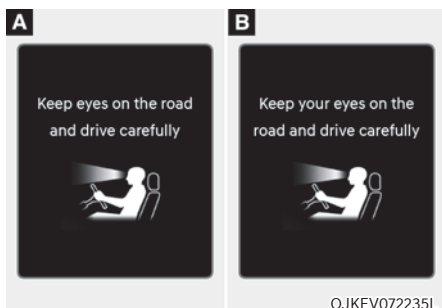 A
Keep eyes on the road
and drive carefully
B
Keep your eyes on the
road and drive carefully
OJKEV072235L